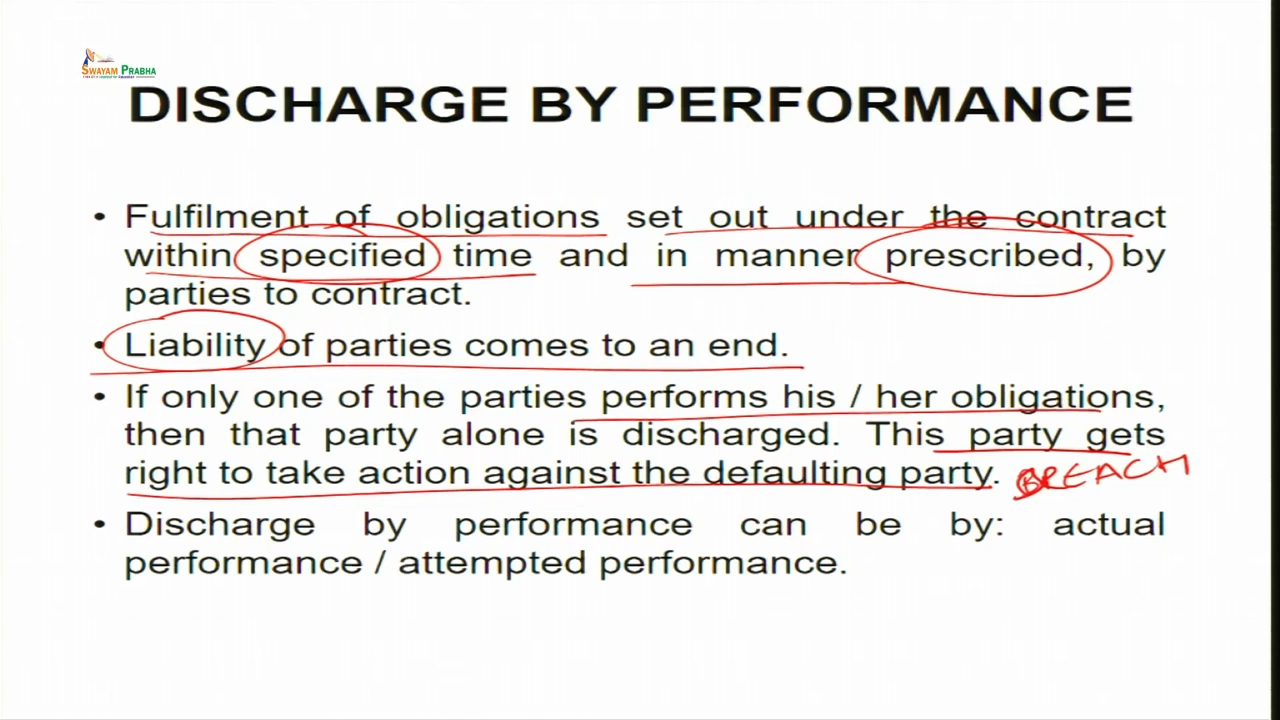 SWAYAM PRABHA
DISCHARGE BY PERFORMANCE
• Fulfilment of obligations set out under the contract
within specified time and in manner prescribed, by
parties to contract.
• Liability of parties comes to an end.
• If only one of the parties performs his / her obligations,
then that party alone is discharged. This party gets
right to take action against the defaulting party. BREACH
• Discharge by performance can be by: actual
performance / attempted performance.